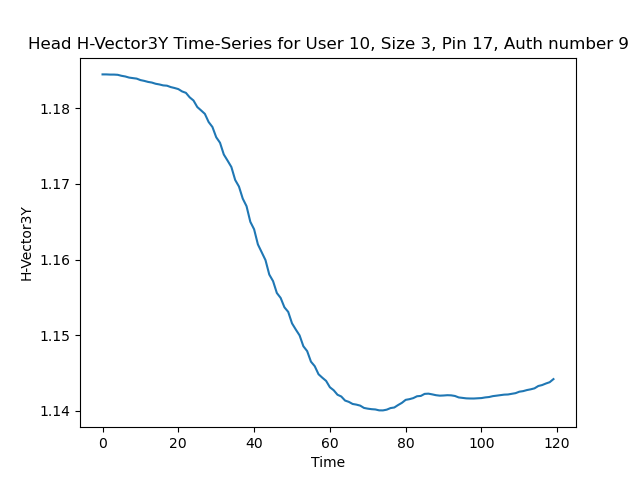 Head H-Vector3Y Time-Series for User 10, Size 3, Pin 17, Auth number 9
H-Vector3Y
1.18
1.17
1.16
1.15
1.14
0 20 40 60 80 100 120
Time